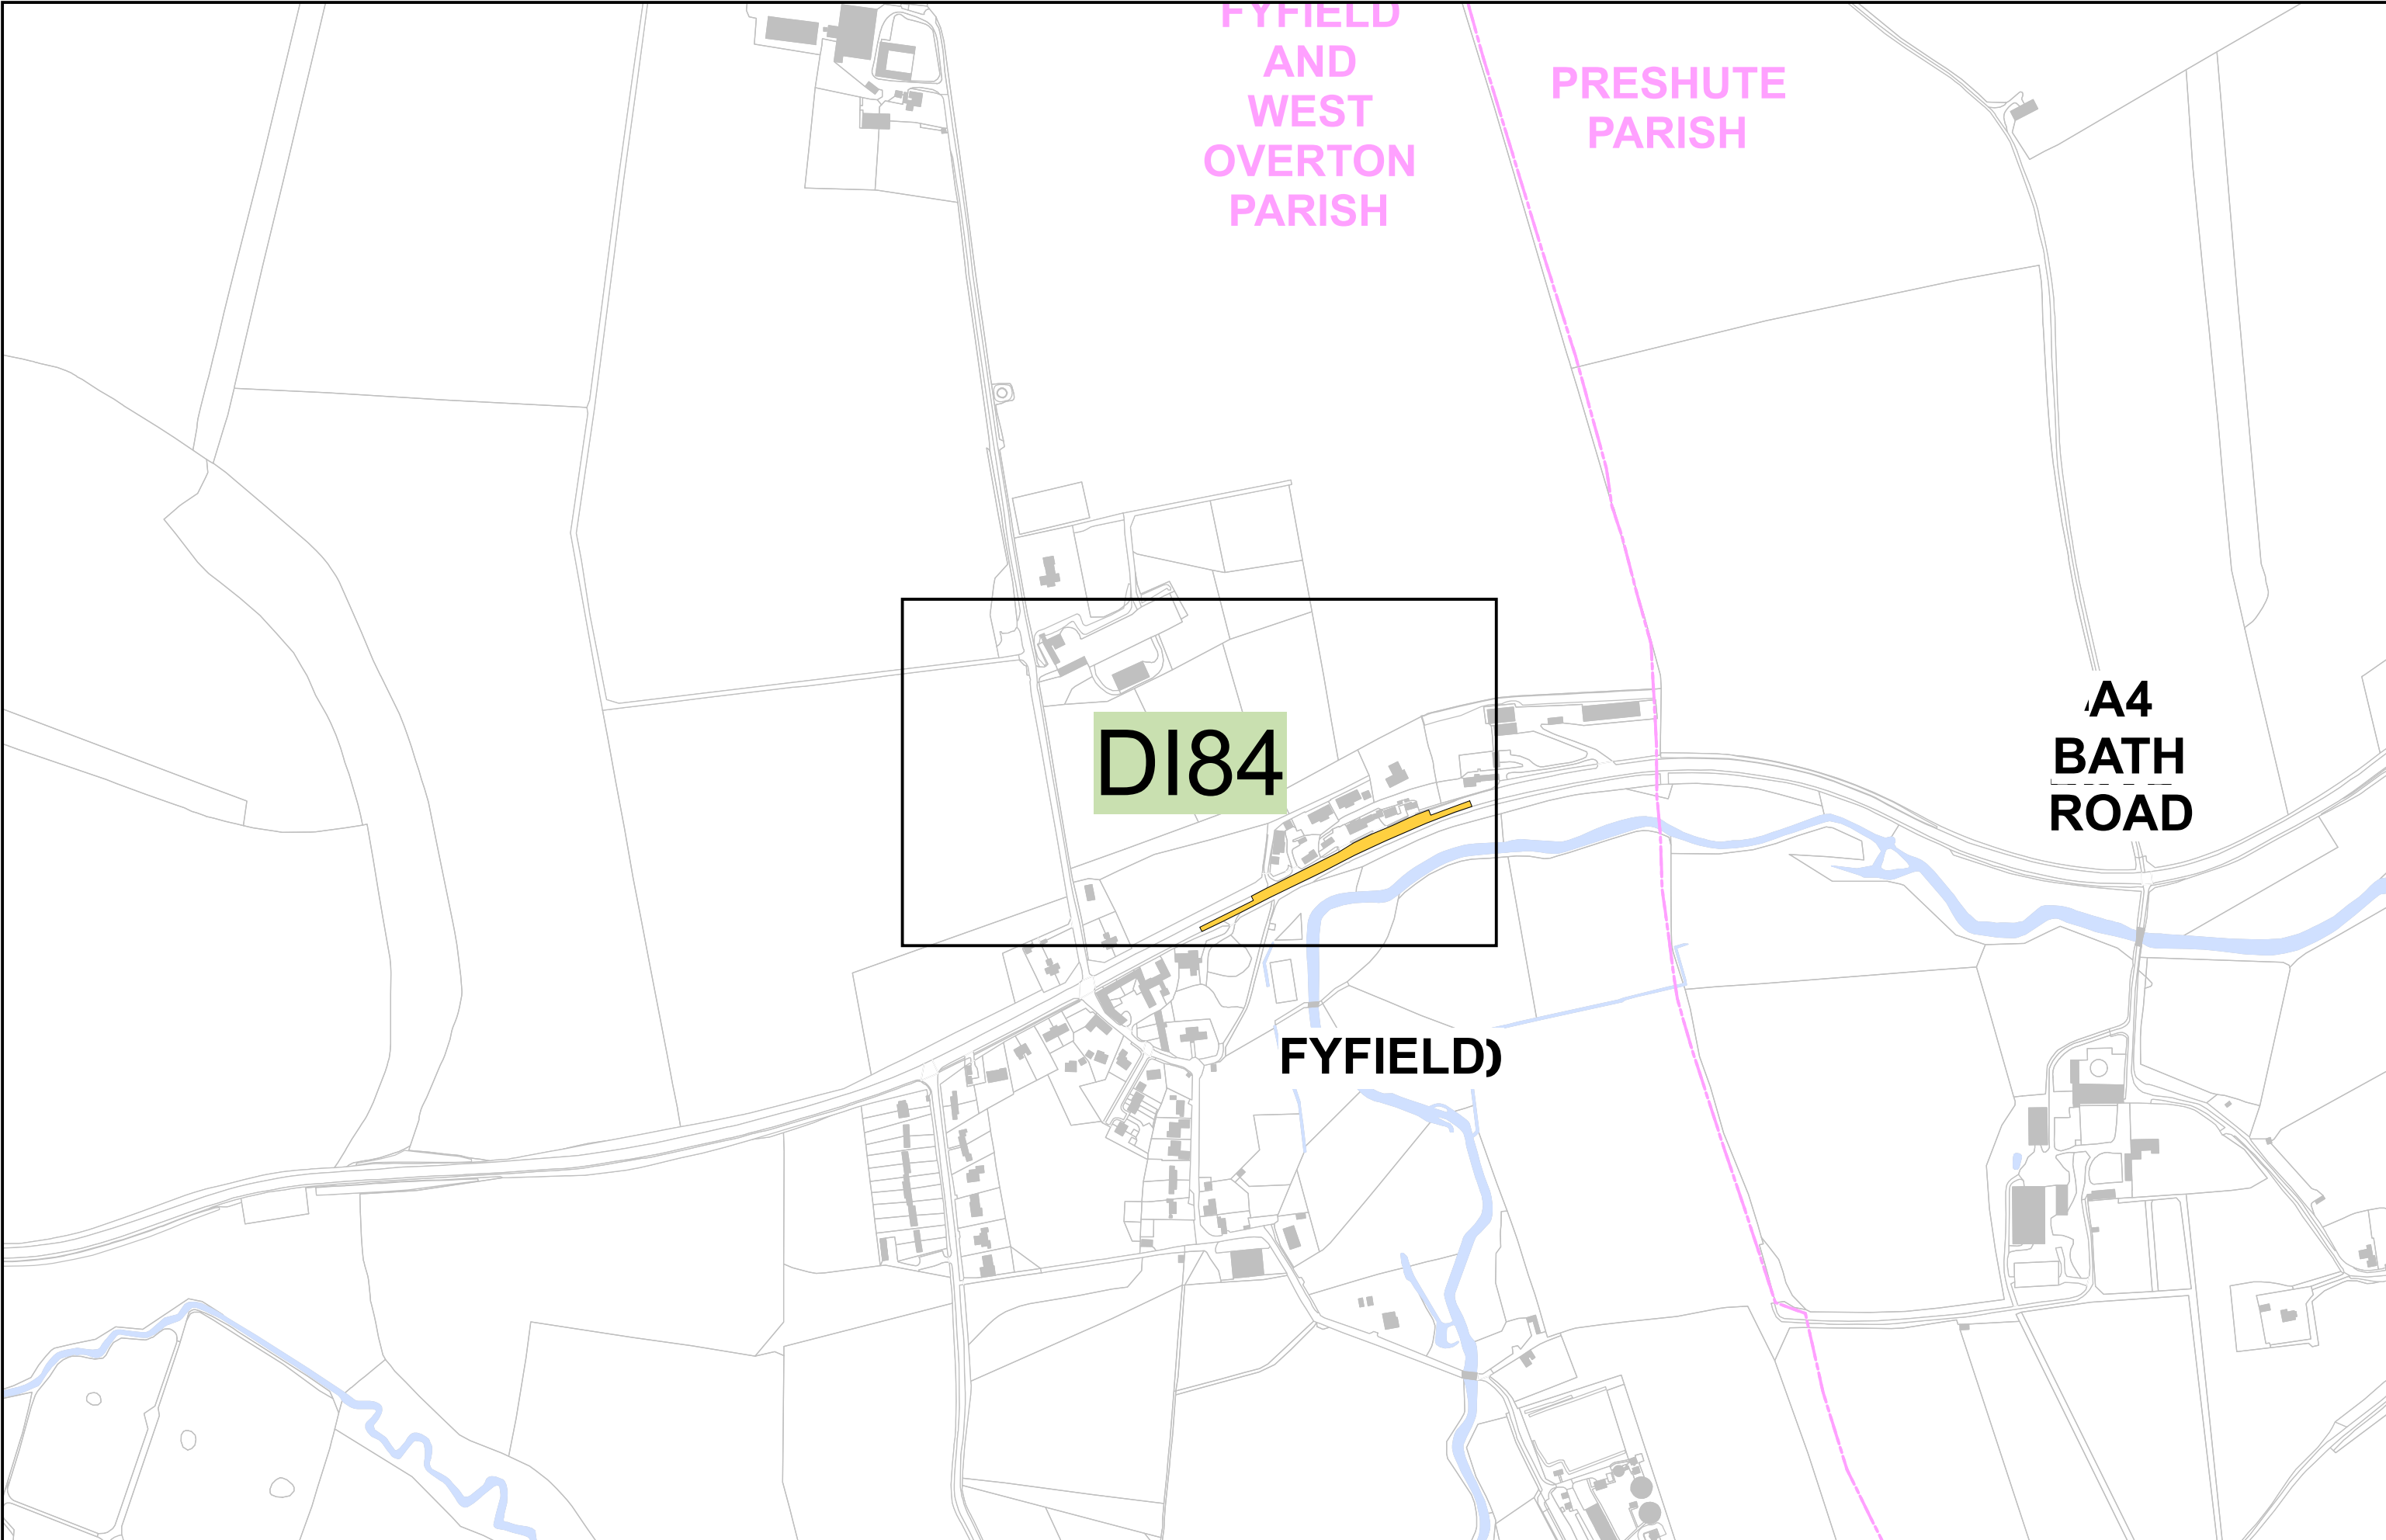 FYFIELD
AND
WEST
OVERTON
PARISH
PRESHUTE
PARISH
DI84
A4
BATH
ROAD
FYFIELD